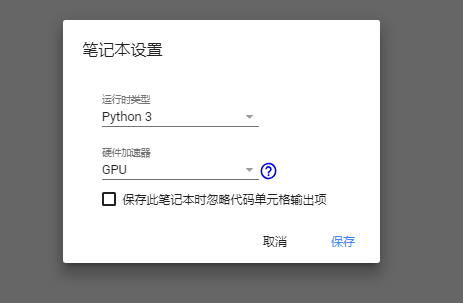 笔记本设置
运行时类型
Python 3
硬件加速器
GPU
保存此笔记本时忽略代码单元格输出项
取消 保存